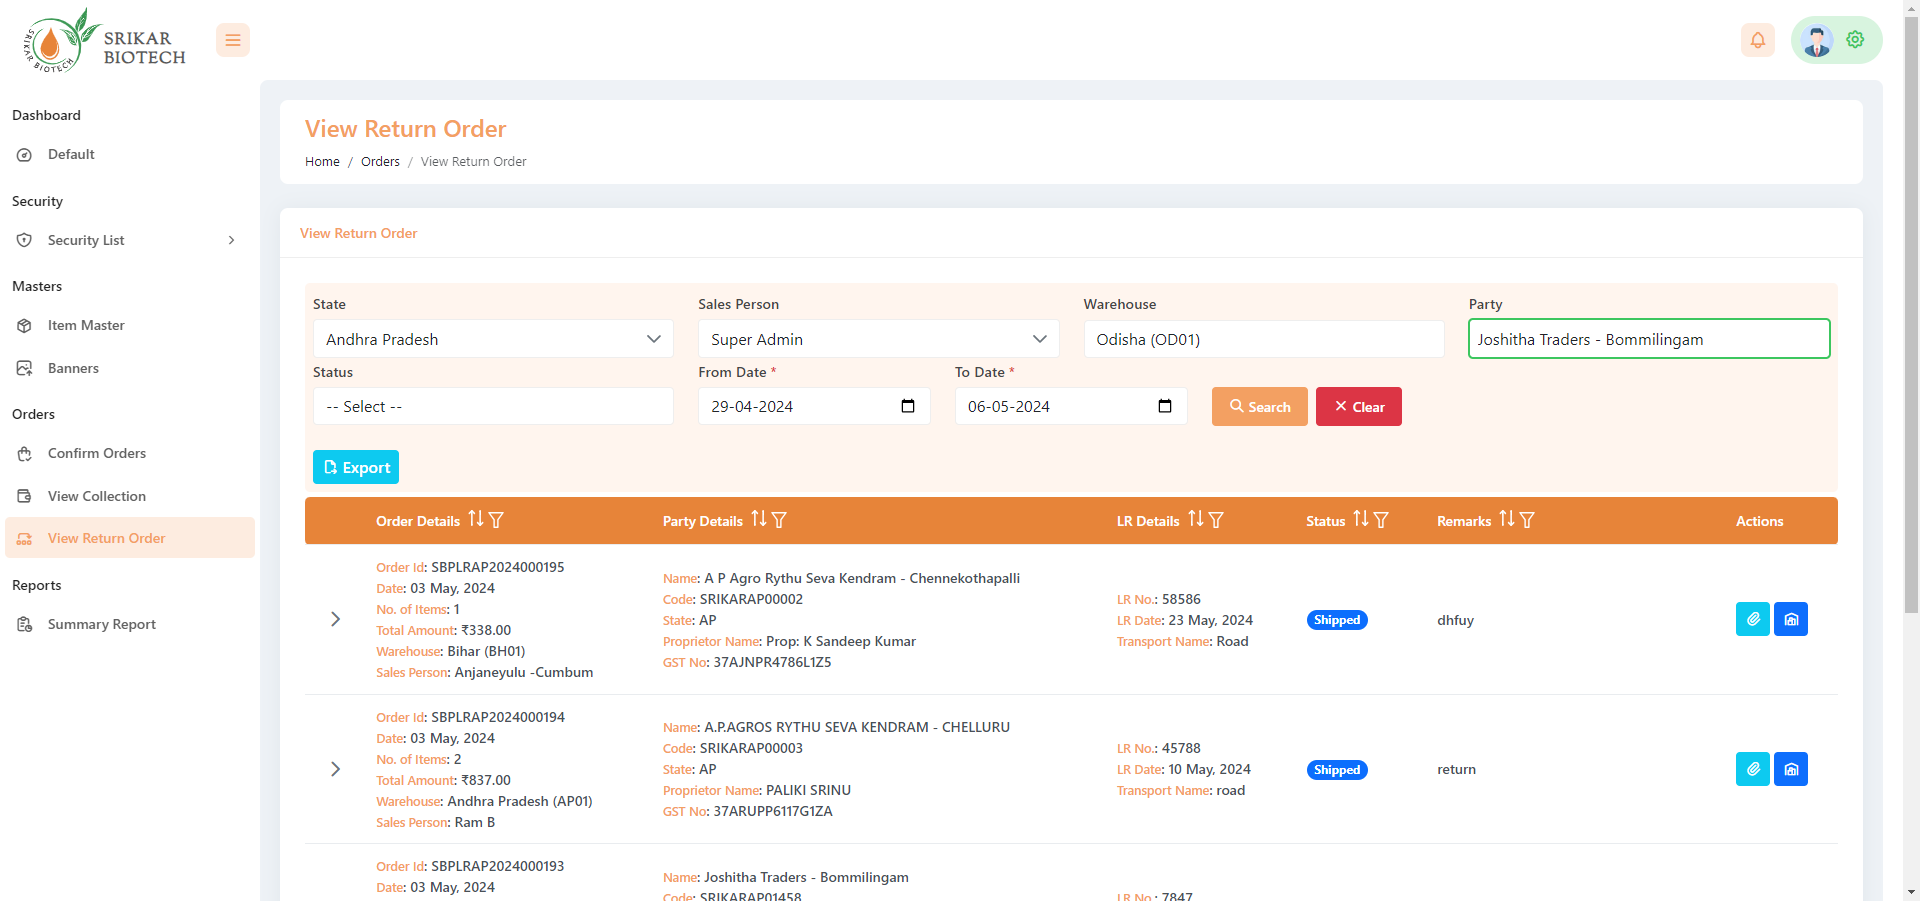 SRIKAR BIOTECH
SRIKAR
BIOTECH
Dashboard
Default
Security
Security List
Masters
Item Master
Banners
Orders
Confirm Orders
View Collection
View Return Order
Reports
Summary Report
View Return Order
Home / Orders / View Return Order
View Return Order
State Sales Person Warehouse Party
Andhra Pradesh Super Admin Odisha (OD01) Joshitha Traders - Bommilingam
Status From Date * To Date *
-- Select -- 29-04-2024 06-05-2024 Search Clear
Export
Order Details Party Details LR Details Status Remarks Actions
Order Id: SBPLRAP2024000195
Date: 03 May, 2024
No. of Items: 1
Total Amount: ₹338.00
Warehouse: Bihar (BH01)
Sales Person: Anjaneyulu -Cumbum
Name: A P Agro Rythu Seva Kendram - Chennekothapalli
Code: SRIKARAP00002
State: AP
Proprietor Name: Prop: K Sandeep Kumar
GST No: 37AJNPR4786L1Z5
LR No.: 58586
LR Date: 23 May, 2024
Transport Name: Road
Shipped
dhfuy
Order Id: SBPLRAP2024000194
Date: 03 May, 2024
No. of Items: 2
Total Amount: ₹837.00
Warehouse: Andhra Pradesh (AP01)
Sales Person: Ram B
Name: A.P.AGROS RYTHU SEVA KENDRAM - CHELLURU
Code: SRIKARAP00003
State: AP
Proprietor Name: PALIKI SRINU
GST No: 37ARUPP6117G1ZA
LR No.: 45788
LR Date: 10 May, 2024
Transport Name: road
Shipped
return
Order Id: SBPLRAP2024000193
Date: 03 May, 2024
Name: Joshitha Traders - Bommilingam
Code: SRIKARAP01458
LR No.: 7847